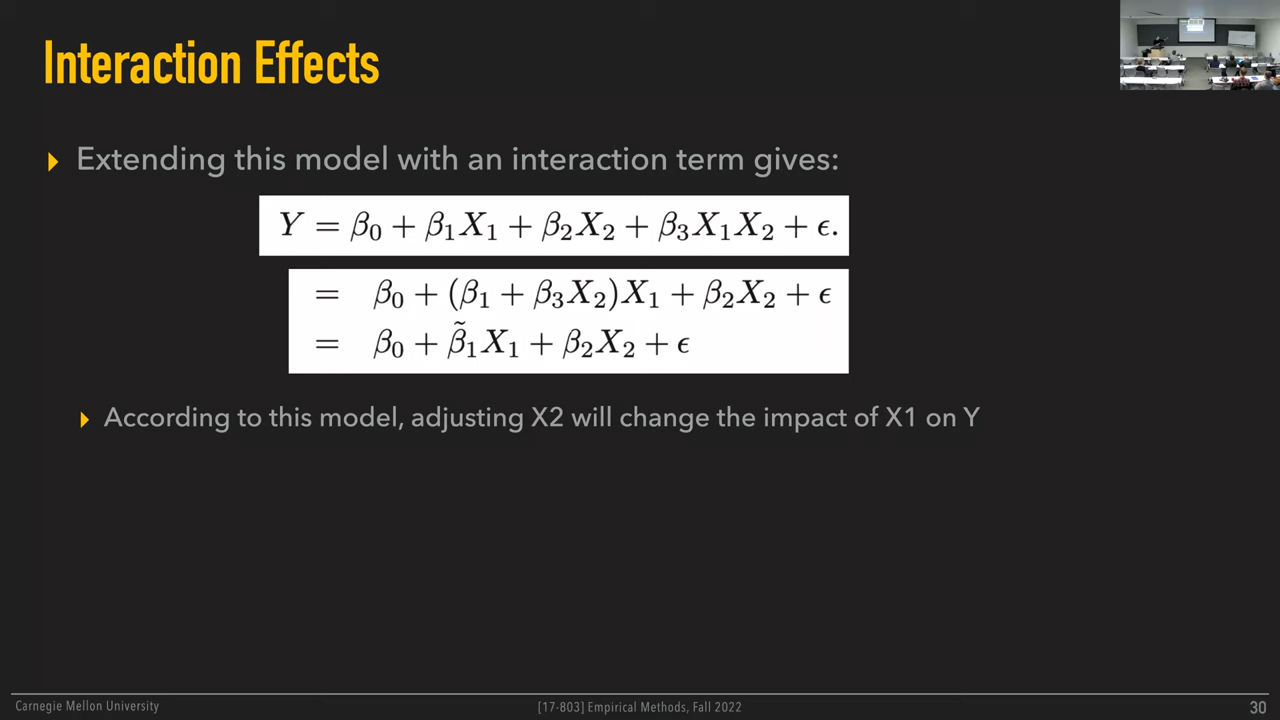 Interaction Effects
Extending this model with an interaction term gives:
Y = β₀ + β₁X₁ + β₂X₂ + β₃X₁X₂ + ϵ.
= β₀ + (β₁ + β₃X₂)X₁ + β₂X₂ + ϵ
= β₀ + β̃₁X₁ + β₂X₂ + ϵ
According to this model, adjusting X2 will change the impact of X1 on Y
Carnegie Mellon University
[17-803] Empirical Methods, Fall 2022
30